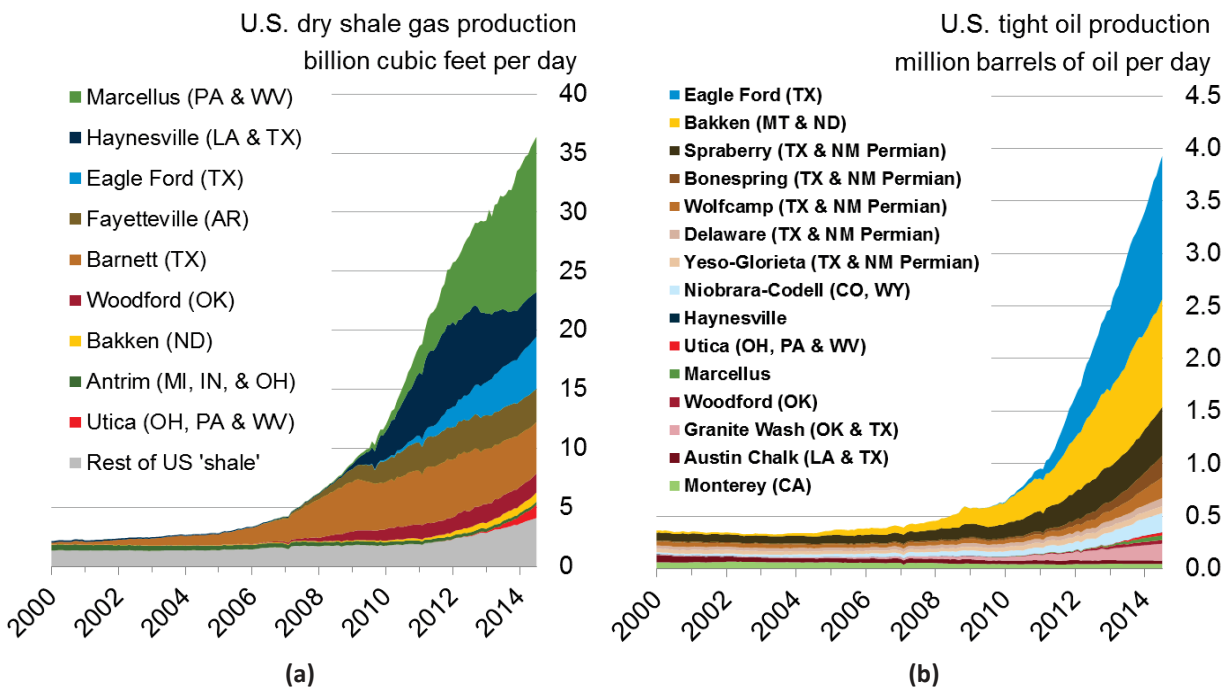 U.S. dry shale gas production
billion cubic feet per day
Marcellus (PA & WV)
Haynesville (LA & TX)
Eagle Ford (TX)
Fayetteville (AR)
Barnett (TX)
Woodford (OK)
Bakken (ND)
Antrim (MI, IN, & OH)
Utica (OH, PA & WV)
Rest of US 'shale'
40
35
30
25
20
15
10
5
0
2000
2002
2004
2006
2008
2010
2012
2014
(a)
U.S. tight oil production
million barrels of oil per day
Eagle Ford (TX)
Bakken (MT & ND)
Spraberry (TX & NM Permian)
Bonespring (TX & NM Permian)
Wolfcamp (TX & NM Permian)
Delaware (TX & NM Permian)
Yeso-Glorieta (TX & NM Permian)
Niobrara-Codell (CO, WY)
Haynesville
Utica (OH, PA & WV)
Marcellus
Woodford (OK)
Granite Wash (OK & TX)
Austin Chalk (LA & TX)
Monterey (CA)
4.5
4.0
3.5
3.0
2.5
2.0
1.5
1.0
0.5
0.0
2000
2002
2004
2006
2008
2010
2012
2014
(b)